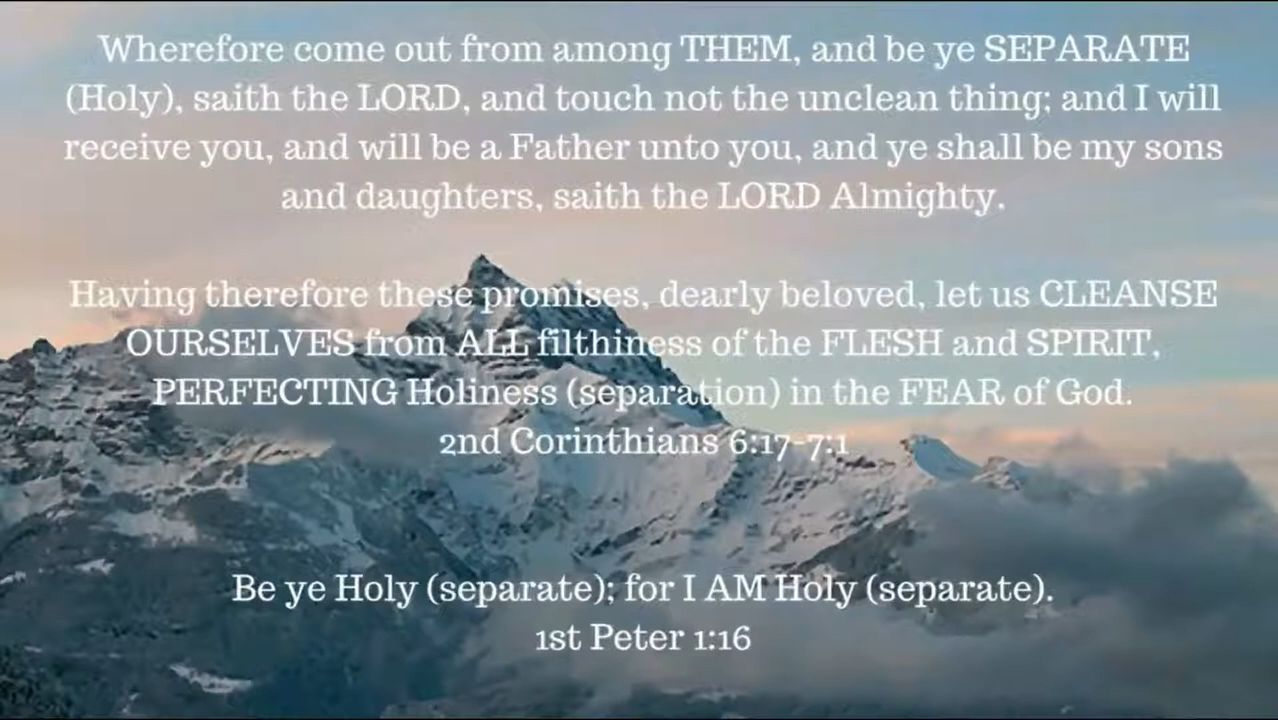 Wherefore come out from among THEM, and be ye SEPARATE
(Holy), saith the LORD, and touch not the unclean thing; and I will
receive you, and will be a Father unto you, and ye shall be my sons
and daughters, saith the LORD Almighty.
Having therefore these promises, dearly beloved, let us CLEANSE
OURSELVES from ALL filthiness of the FLESH and SPIRIT,
PERFECTING Holiness (separation) in the FEAR of God.
2nd Corinthians 6:17-7:1
Be ye Holy (separate); for I AM Holy (separate).
1st Peter 1:16